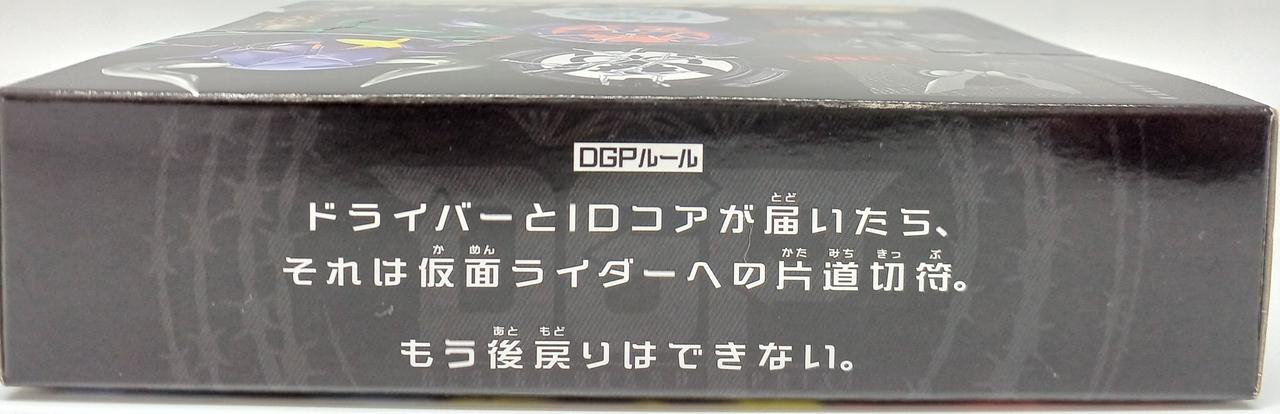 DGPルール
ドライバーとIDコアが届いたら、
それは仮面ライダーへの片道切符。
もう後戻りはできない。